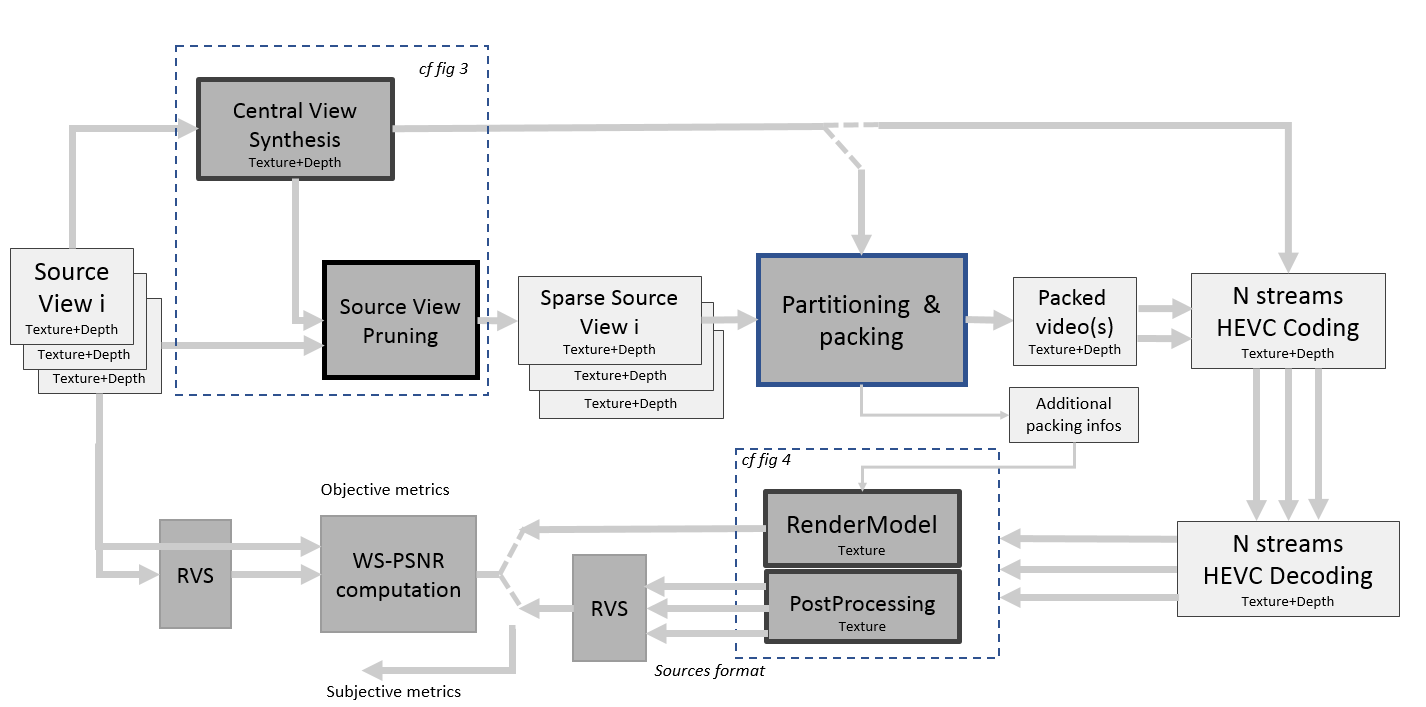 cf fig 3
Central View
Synthesis
Texture+Depth
Source
View i
Texture+Depth
Texture+Depth
Texture+Depth
Source View
Pruning
Sparse Source
View i
Texture+Depth
Texture+Depth
Texture+Depth
Partitioning &
packing
Packed
video(s)
Texture+Depth
N streams
HEVC Coding
Texture+Depth
Additional
packing infos
cf fig 4
RenderModel
Texture
PostProcessing
Texture
N streams
HEVC Decoding
Texture+Depth
Objective metrics
RVS
WS-PSNR
computation
RVS
Sources format
Subjective metrics